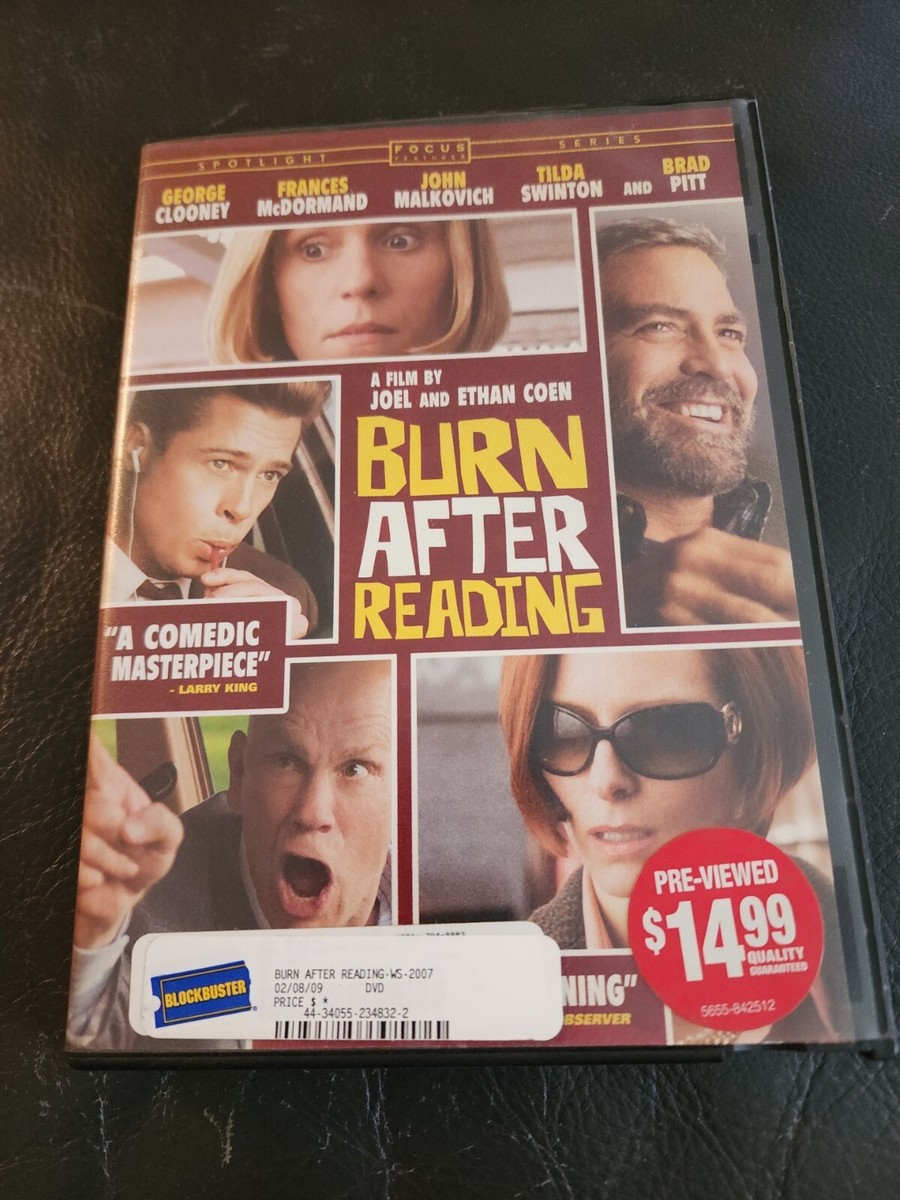 SPOTLIGHT
FOCUS
FEATURES
SERIES
GEORGE
CLOONEY
FRANCES
McDORMAND
JOHN
MALKOVICH
TILDA
SWINTON
AND
BRAD
PITT
A FILM BY
JOEL AND ETHAN COEN
BURN
AFTER
READING
"A COMEDIC
MASTERPIECE"
- LARRY KING
PRE-VIEWED
$14.99
QUALITY
GUARANTEED
5655-842512
BLOCKBUSTER
BURN AFTER READING-WS-2007
02/08/09 DVD
PRICE $ *
44-34055-234832-2
NING"
BSERVER